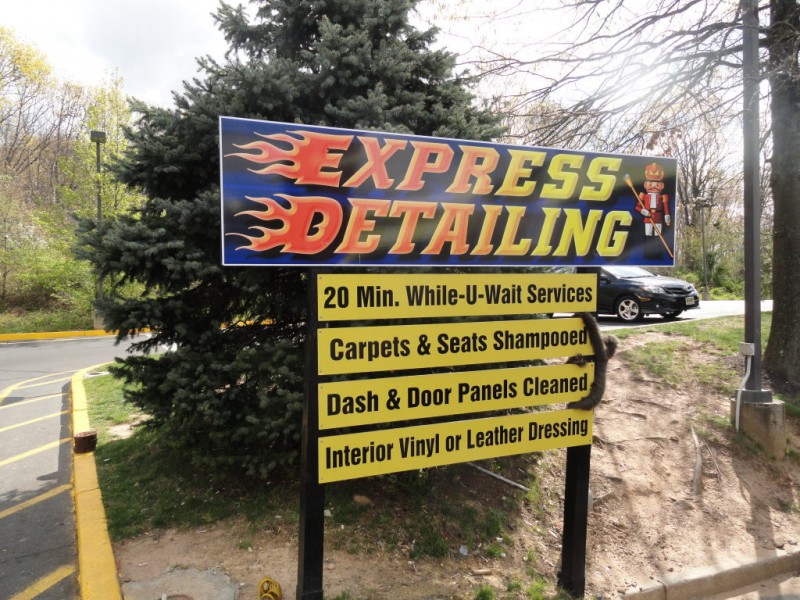 EXPRESS
DETAILING
20 Min. While-U-Wait Services
Carpets & Seats Shampooed
Dash & Door Panels Cleaned
Interior Vinyl or Leather Dressing